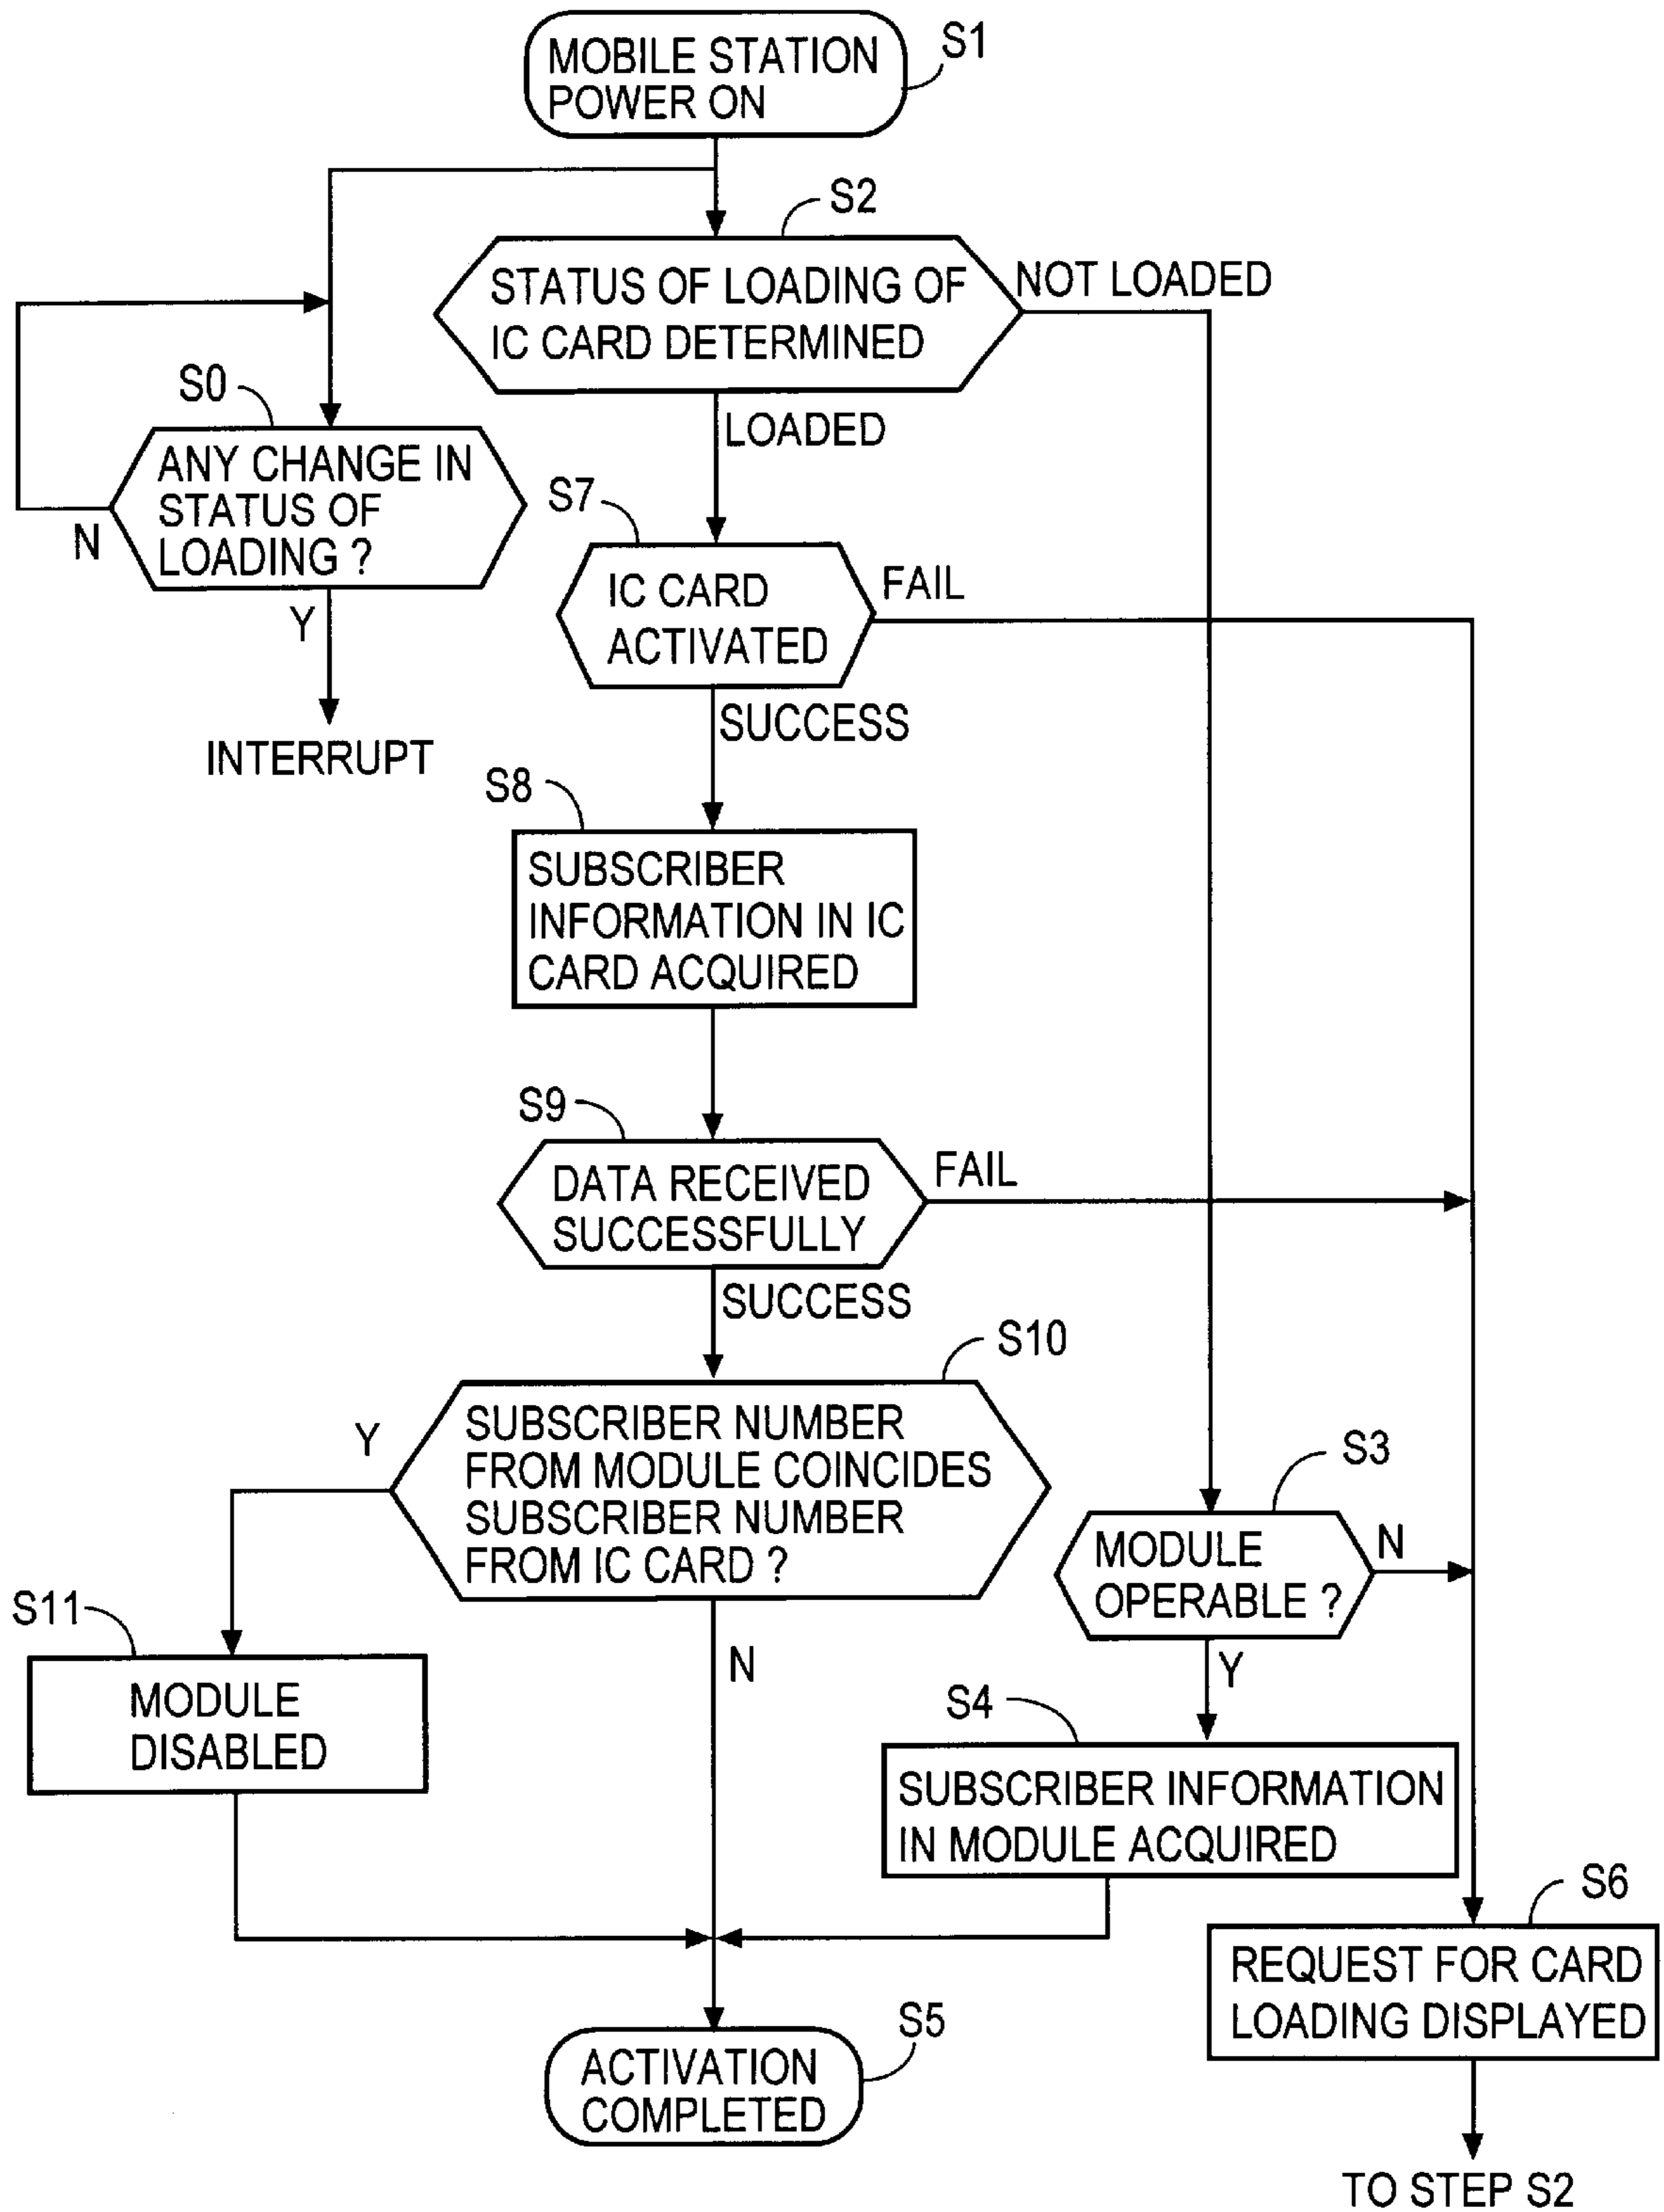 MOBILE STATION
POWER ON
S1
S2
STATUS OF LOADING OF
IC CARD DETERMINED
NOT LOADED
LOADED
S0
ANY CHANGE IN
STATUS OF
LOADING ?
N
Y
INTERRUPT
S7
IC CARD
ACTIVATED
FAIL
SUCCESS
S8
SUBSCRIBER
INFORMATION IN IC
CARD ACQUIRED
S9
DATA RECEIVED
SUCCESSFULLY
FAIL
SUCCESS
S10
SUBSCRIBER NUMBER
FROM MODULE COINCIDES
SUBSCRIBER NUMBER
FROM IC CARD ?
Y
N
S11
MODULE
DISABLED
S3
MODULE
OPERABLE ?
N
Y
S4
SUBSCRIBER INFORMATION
IN MODULE ACQUIRED
S6
REQUEST FOR CARD
LOADING DISPLAYED
S5
ACTIVATION
COMPLETED
TO STEP S2